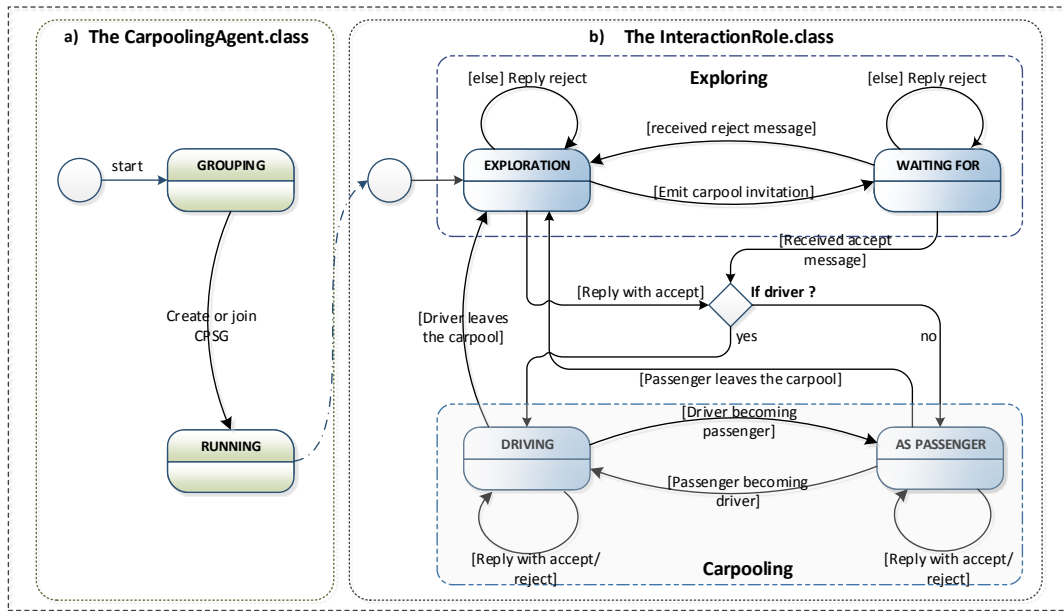 a) The CarpoolingAgent.class
start
GROUPING
Create or join
CPSG
RUNNING
b) The InteractionRole.class
Exploring
[else] Reply reject
[else] Reply reject
[received reject message]
EXPLORATION
WAITING FOR
[Emit carpool invitation]
[Received accept
message]
[Reply with accept]
If driver ?
[Driver leaves
the carpool]
yes
no
[Passenger leaves the carpool]
[Driver becoming
passenger]
DRIVING
AS PASSENGER
[Passenger becoming
driver]
[Reply with accept/
reject]
[Reply with accept/
reject]
Carpooling